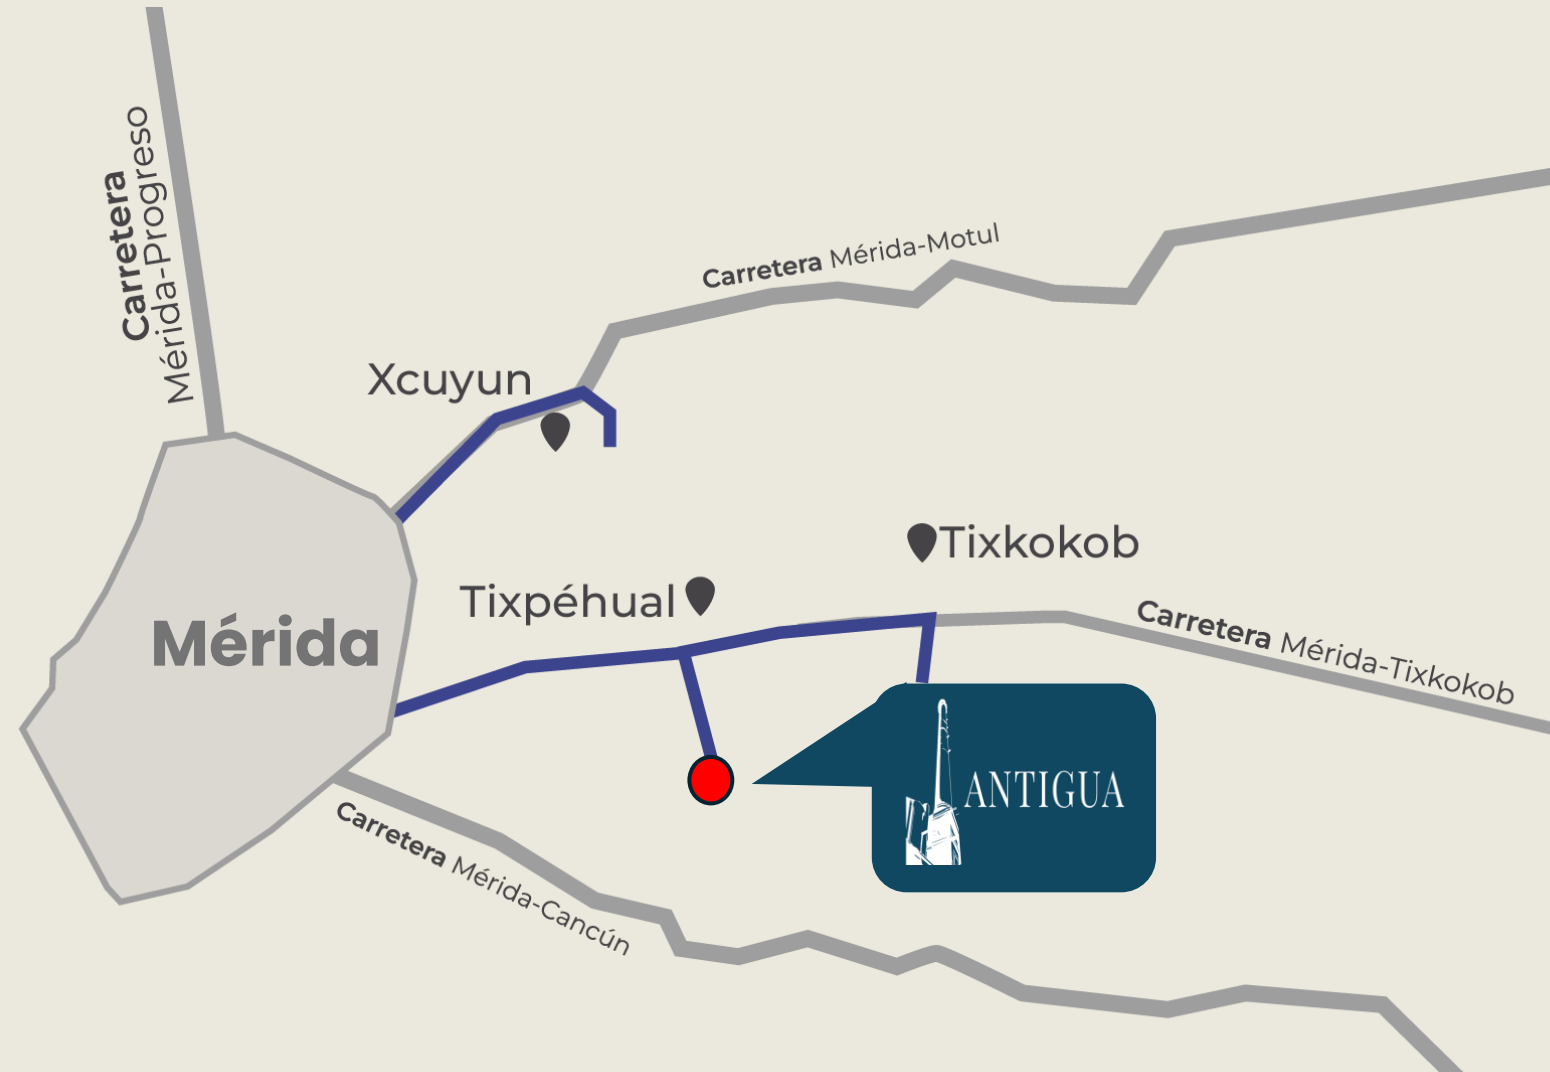 Carretera
Mérida-Progreso
Carretera Mérida-Motul
Xcuyun
Tixkokob
Tixpéhual
Carretera Mérida-Tixkokob
Mérida
ANTIGUA
Carretera Mérida-Cancún